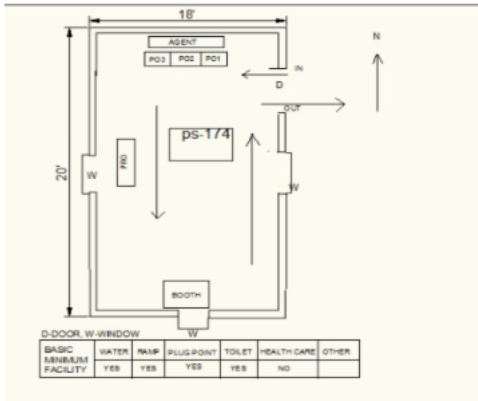 18'
AGENT
PO3 PO2 PO1
IN
D
N
OUT
ps-174
20'
PRO
W
W
BOOTH
W
D-DOOR, W-WINDOW
BASIC MINIMUM FACILITY WATER RAMP PLUG POINT TOILET HEALTH CARE OTHER
YES YES YES YES NO